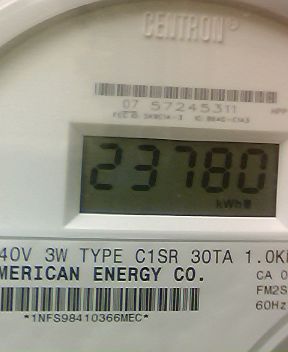 CENTRON®
07 57245311
23780
kWh
40V 3W TYPE C1SR 30TA 1.0K
MERICAN ENERGY CO.
CA 0
FM2S
60Hz
*1NFS98410366MEC*